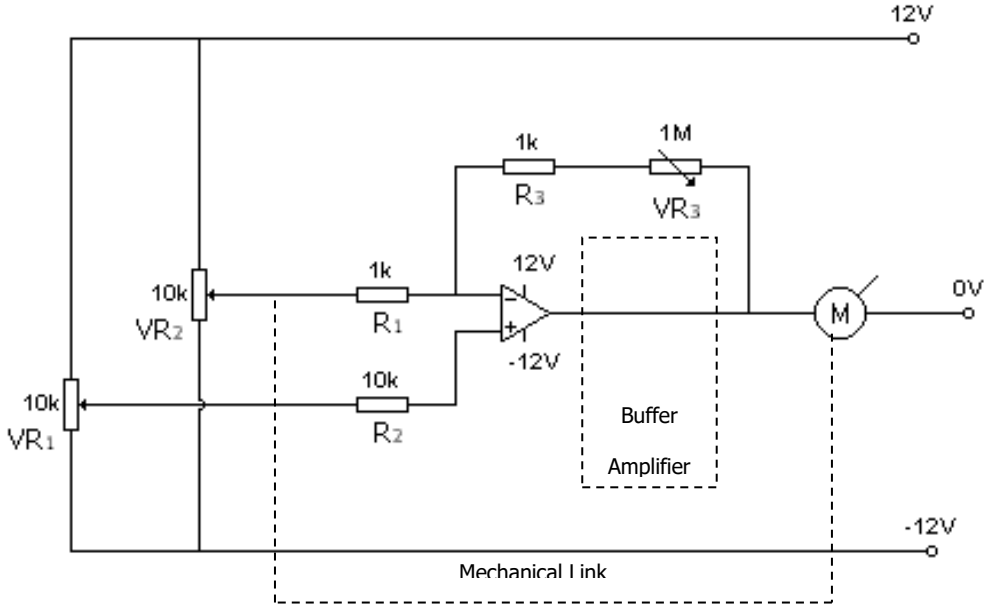 12V
1k
1M
R3
VR3
1k
12V
10k
0V
M
R1
VR2
-12V
10k
10k
Buffer
VR1
R2
Amplifier
-12V
Mechanical Link